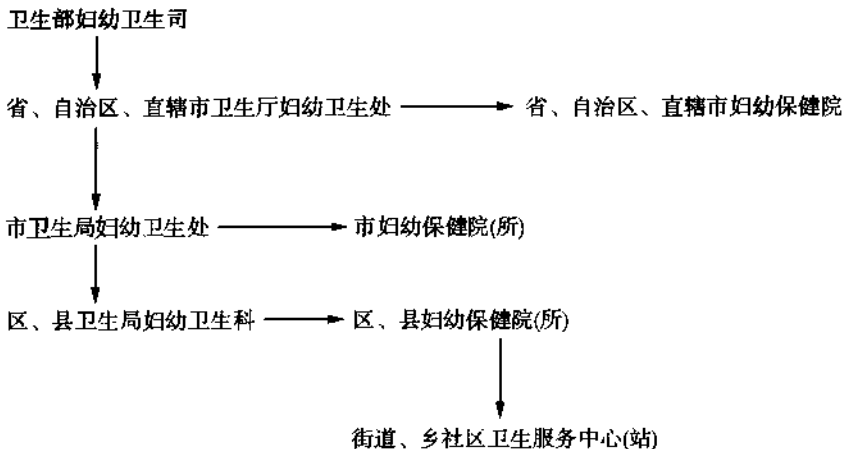 卫生部妇幼卫生司
省、自治区、直辖市卫生厅妇幼卫生处
省、自治区、直辖市妇幼保健院
市卫生局妇幼卫生处
市妇幼保健院(所)
区、县卫生局妇幼卫生科
区、县妇幼保健院(所)
街道、乡社区卫生服务中心(站)